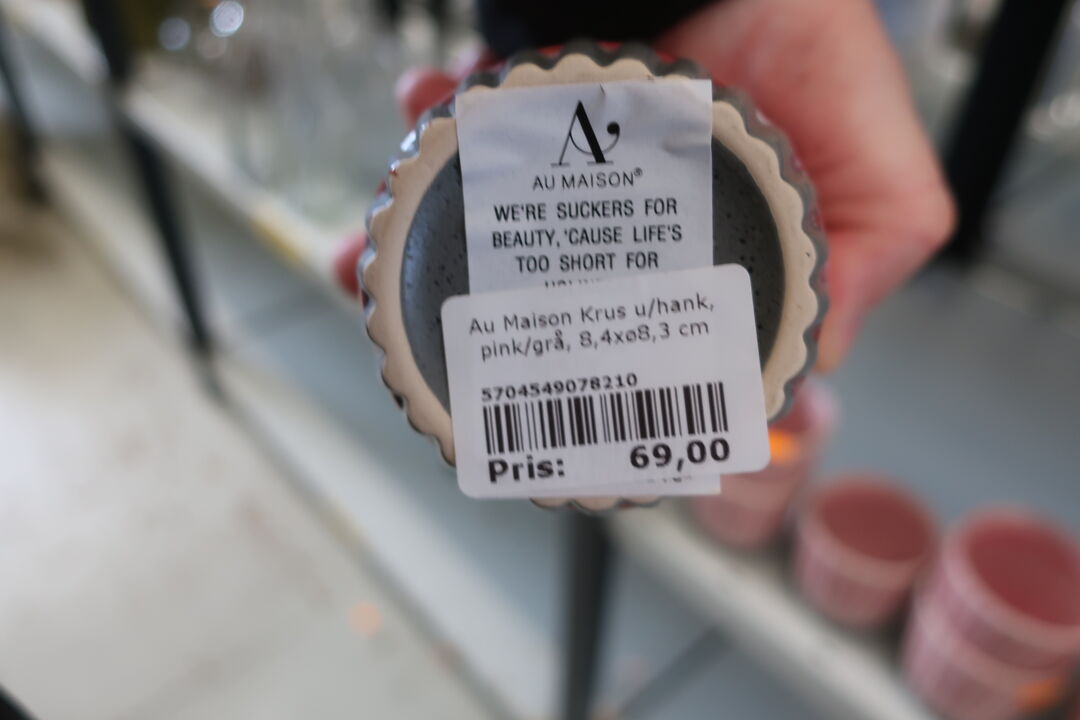 A,
AU MAISON®
WE'RE SUCKERS FOR
BEAUTY, 'CAUSE LIFE'S
TOO SHORT FOR
Au Maison Krus u/hank,
pink/grå, 8,4xø8,3 cm
5704549078210
Pris: 69,00